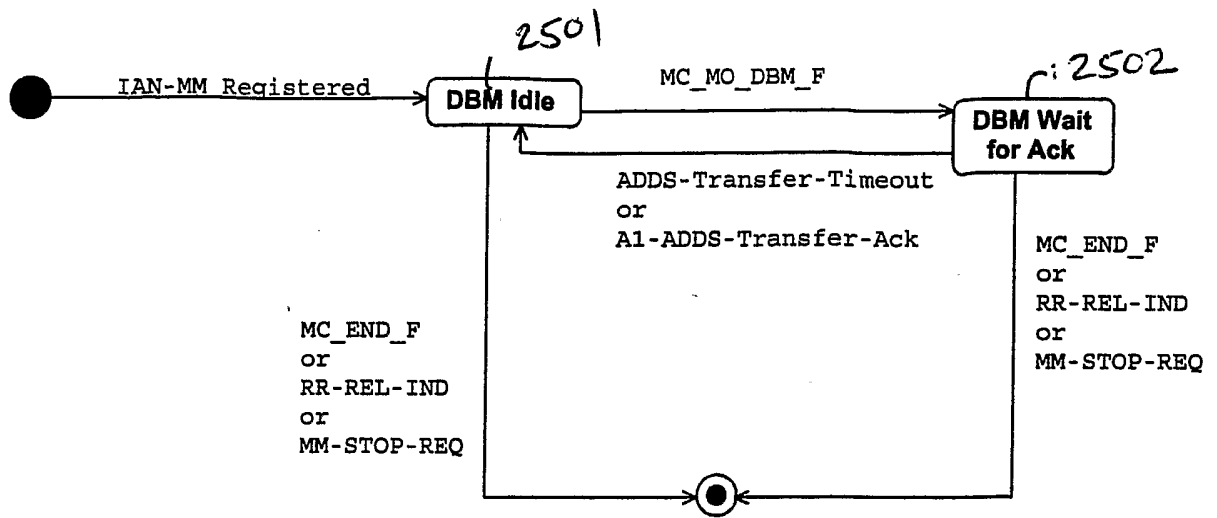 2501
2502
IAN-MM Registered
DBM Idle
MC_MO_DBM_F
DBM Wait
for Ack
ADDS-Transfer-Timeout
or
A1-ADDS-Transfer-Ack
MC_END_F
or
RR-REL-IND
or
MM-STOP-REQ
MC_END_F
or
RR-REL-IND
or
MM-STOP-REQ